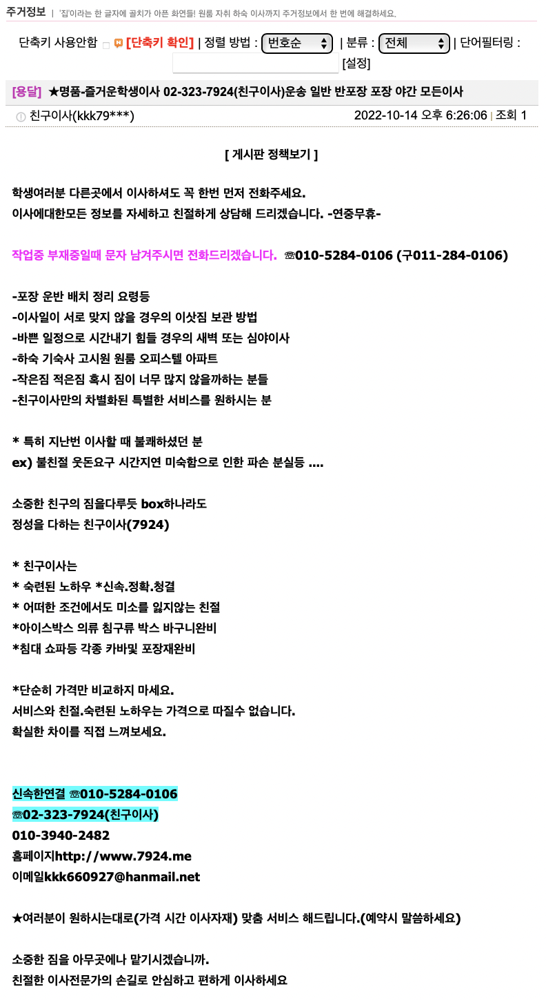 주거정보 | '집'이라는 한 글자에 골치가 아픈 화연들! 원룸 자취 하숙 이사까지 주거정보에서 한 번에 해결하세요.
단축키 사용안함 [단축키 확인] | 정렬 방법 : 번호순 | 분류 : 전체 | 단어필터링 :
[설정]
[용달] ★명품-즐거운학생이사 02-323-7924(친구이사)운송 일반 반포장 포장 야간 모든이사
친구이사(kkk79***) 2022-10-14 오후 6:26:06 | 조회 1
[ 게시판 정책보기 ]
학생여러분 다른곳에서 이사하셔도 꼭 한번 먼저 전화주세요.
이사에대한모든 정보를 자세하고 친절하게 상담해 드리겠습니다. -연중무휴-
작업중 부재중일때 문자 남겨주시면 전화드리겠습니다. ☏010-5284-0106 (구011-284-0106)
-포장 운반 배치 정리 요령등
-이사일이 서로 맞지 않을 경우의 이삿짐 보관 방법
-바쁜 일정으로 시간내기 힘들 경우의 새벽 또는 심야이사
-하숙 기숙사 고시원 원룸 오피스텔 아파트
-작은짐 적은짐 혹시 짐이 너무 많지 않을까하는 분들
-친구이사만의 차별화된 특별한 서비스를 원하시는 분
* 특히 지난번 이사할 때 불쾌하셨던 분
ex) 불친절 웃돈요구 시간지연 미숙함으로 인한 파손 분실등 ....
소중한 친구의 짐을다루듯 box하나라도
정성을 다하는 친구이사(7924)
* 친구이사는
* 숙련된 노하우 *신속.정확.청결
* 어떠한 조건에서도 미소를 잃지않는 친절
*아이스박스 의류 침구류 박스 바구니완비
*침대 쇼파등 각종 카바및 포장재완비
*단순히 가격만 비교하지 마세요.
서비스와 친절.숙련된 노하우는 가격으로 따질수 없습니다.
확실한 차이를 직접 느껴보세요.
신속한연결 ☏010-5284-0106
☏02-323-7924(친구이사)
010-3940-2482
홈페이지http://www.7924.me
이메일kkk660927@hanmail.net
★여러분이 원하시는대로(가격 시간 이사자재) 맞춤 서비스 해드립니다.(예약시 말씀하세요)
소중한 짐을 아무곳에나 맡기시겠습니까.
친절한 이사전문가의 손길로 안심하고 편하게 이사하세요